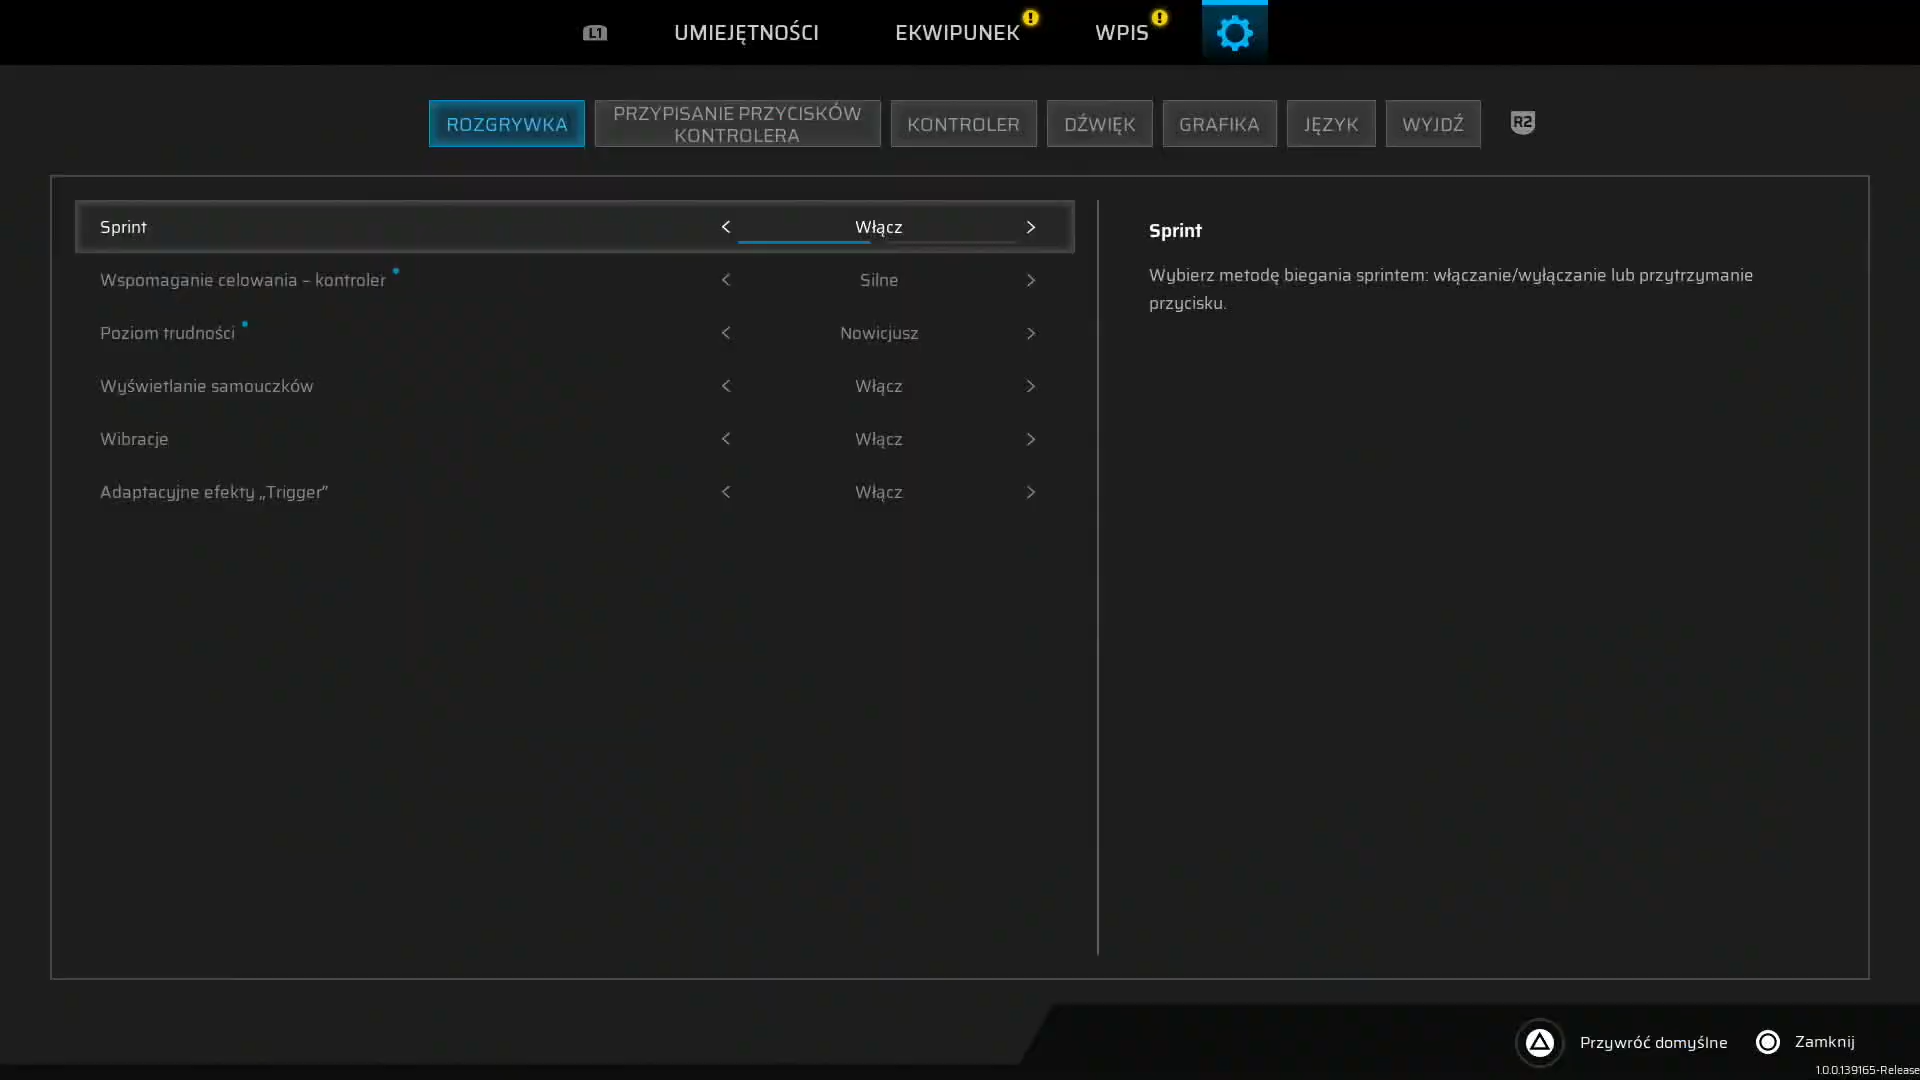 L1 UMIEJĘTNOŚCI EKWIPUNEK ! WPIS !
ROZGRYWKA
PRZYPISANIE PRZYCISKÓW
KONTROLERA
KONTROLER DŹWIĘK GRAFIKA JĘZYK WYJDŹ R2
Sprint < Włącz >
Wspomaganie celowania – kontroler < Silne >
Poziom trudności < Nowicjusz >
Wyświetlanie samouczków < Włącz >
Wibracje < Włącz >
Adaptacyjne efekty „Trigger” < Włącz >
Sprint
Wybierz metodę biegania sprintem: włączanie/wyłączanie lub przytrzymanie
przycisku.
Przywróć domyślne Zamknij
1.0.0.139165-Release